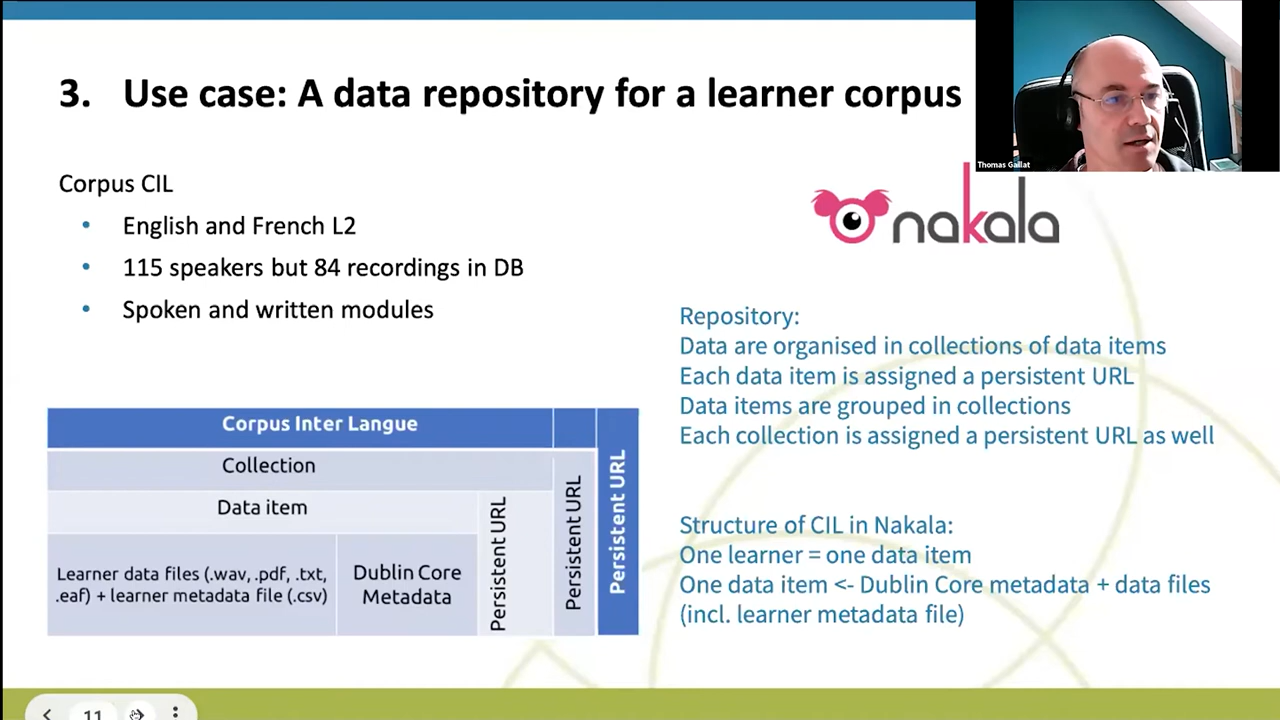 3. Use case: A data repository for a learner corpus
Thomas Gaillat
Corpus CIL
• English and French L2
• 115 speakers but 84 recordings in DB
• Spoken and written modules
nakala
Repository:
Data are organised in collections of data items
Each data item is assigned a persistent URL
Data items are grouped in collections
Each collection is assigned a persistent URL as well
Structure of CIL in Nakala:
One learner = one data item
One data item <- Dublin Core metadata + data files
(incl. learner metadata file)
Corpus Inter Langue
Collection
Data item
Learner data files (.wav, .pdf, .txt,
.eaf) + learner metadata file (.csv)
Dublin Core
Metadata
Persistent URL
Persistent URL
Persistent URL
11